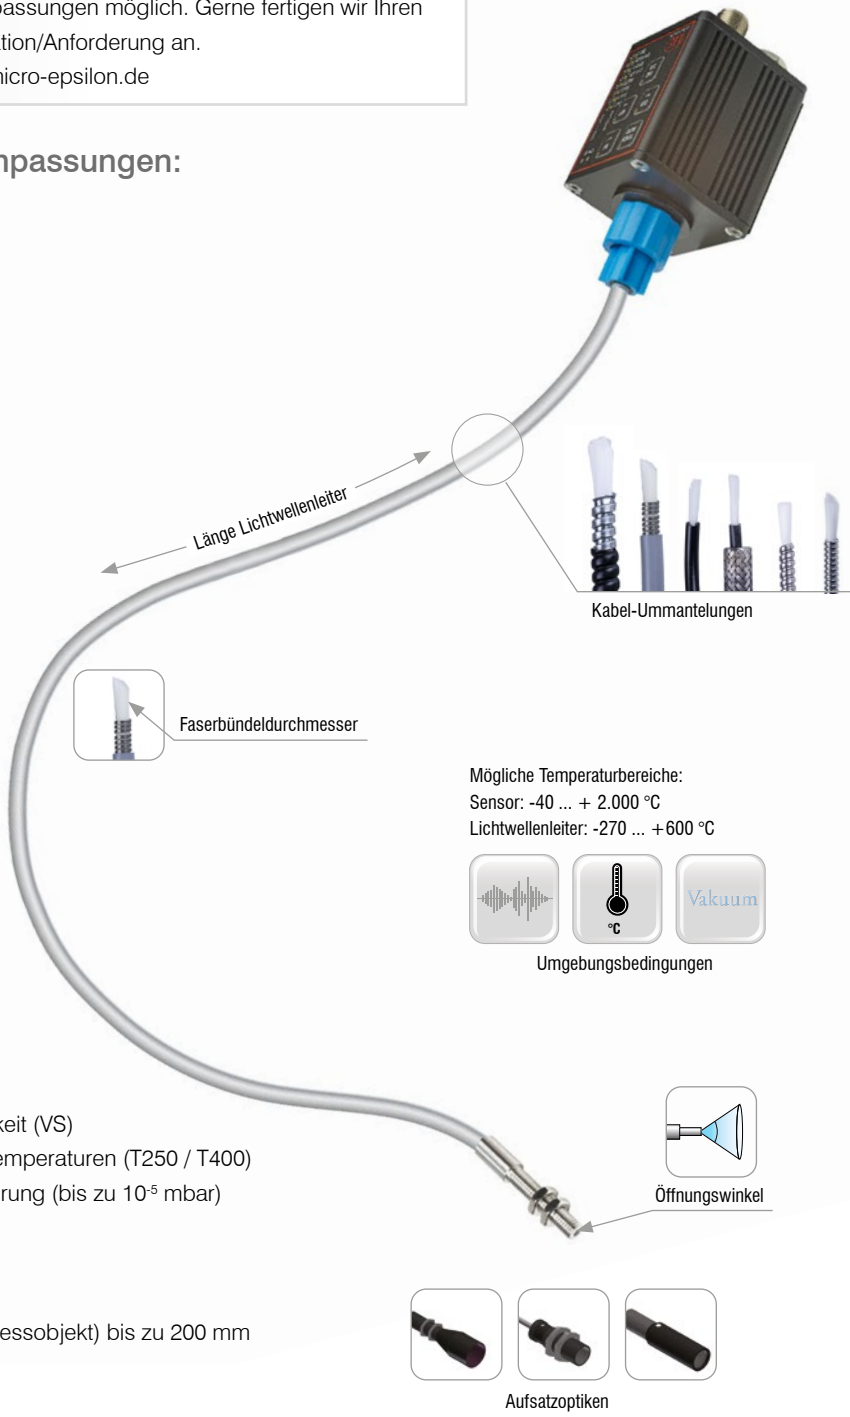 passungen möglich. Gerne fertigen wir Ihren
tion/Anforderung an.
micro-epsilon.de
npassungen:
Länge Lichtwellenleiter
Kabel-Ummantelungen
Faserbündeldurchmesser
Mögliche Temperaturbereiche:
Sensor: -40 ... + 2.000 °C
Lichtwellenleiter: -270 ... +600 °C
°C
Vakuum
Umgebungsbedingungen
keit (VS)
emperaturen (T250 / T400)
rung (bis zu 10⁻⁵ mbar)
Öffnungswinkel
essobjekt) bis zu 200 mm
Aufsatzoptiken